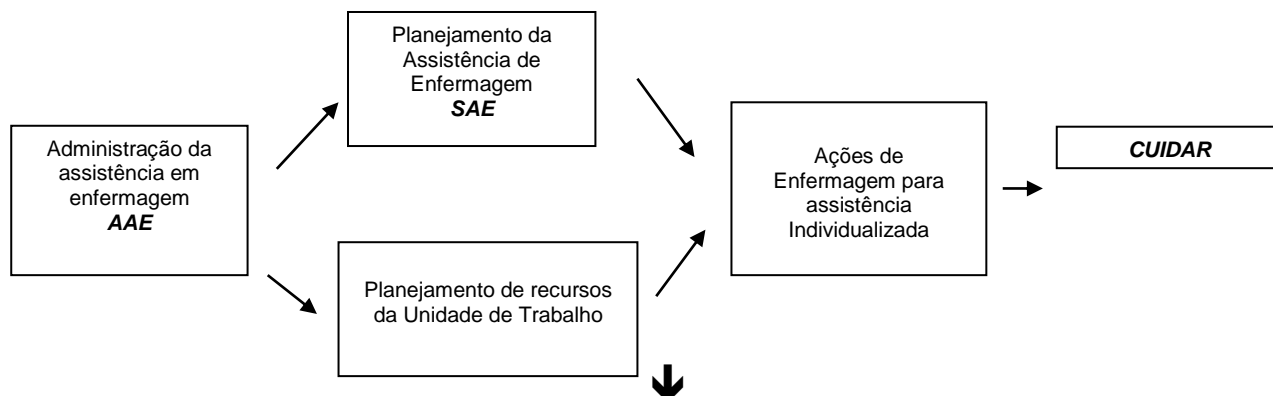 Administração da
assistência em
enfermagem
AAE
Planejamento da
Assistência de
Enfermagem
SAE
Planejamento de recursos
da Unidade de Trabalho
Ações de
Enfermagem para
assistência
Individualizada
CUIDAR